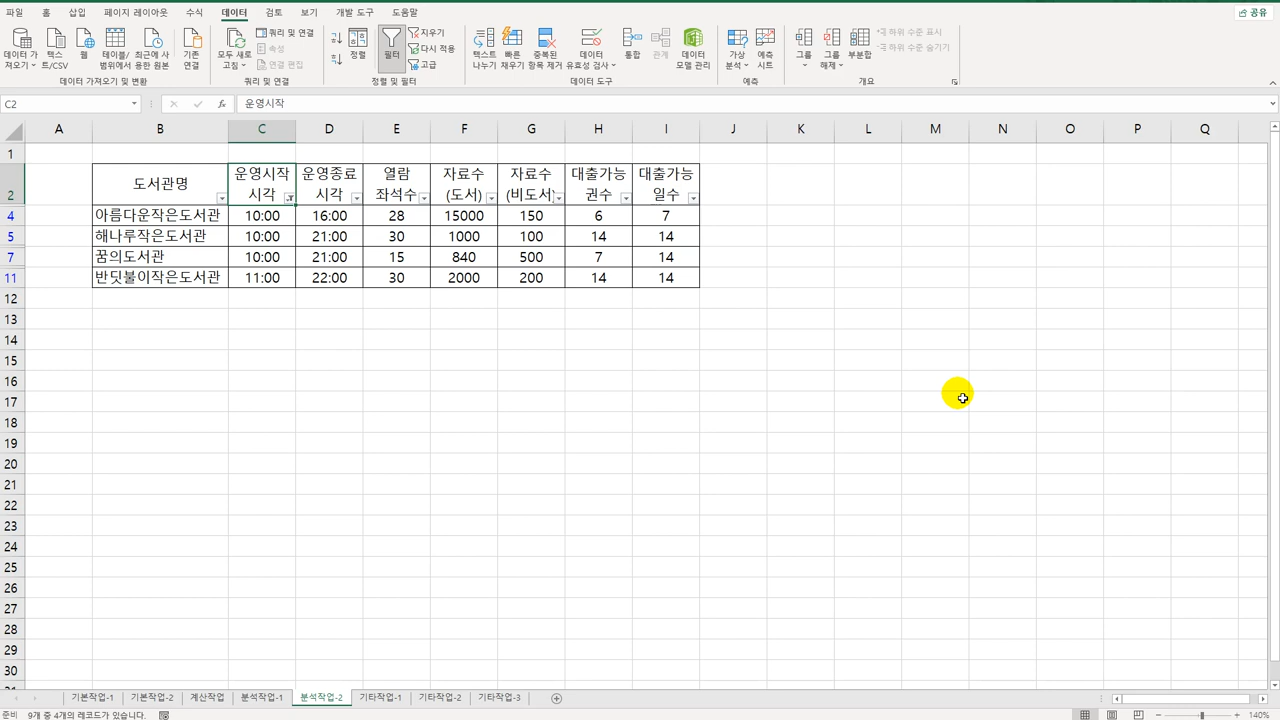 파일 홈 삽입 페이지 레이아웃 수식 데이터 검토 보기 개발 도구 도움말 공유
데이터 가져오기 텍스트/CSV 웹 테이블/범위에서 최근에 사용한 원본 기존 연결
데이터 가져오기 및 변환
모두 새로 고침 쿼리 및 연결 속성 연결 편집
쿼리 및 연결
정렬 필터 지우기 다시 적용 고급
정렬 및 필터
텍스트 나누기 빠른 채우기 중복된 항목 제거 데이터 유효성 검사 통합 관계 데이터 모델 관리
데이터 도구
가상 분석 예측 시트
예측
그룹 그룹 해제 부분합 하위 수준 표시 하위 수준 숨기기
개요
C2 fx 운영시작
A B C D E F G H I J K L M N O P Q
1
2 도서관명 운영시작 시각 운영종료 시각 열람 좌석수 자료수 (도서) 자료수 (비도서) 대출가능 권수 대출가능 일수
4 아름다운작은도서관 10:00 16:00 28 15000 150 6 7
5 해나루작은도서관 10:00 21:00 30 1000 100 14 14
7 꿈의도서관 10:00 21:00 15 840 500 7 14
11 반딧불이작은도서관 11:00 22:00 30 2000 200 14 14
12
13
14
15
16
17
18
19
20
21
22
23
24
25
26
27
28
29
30
기본작업-1 기본작업-2 계산작업 분석작업-1 분석작업-2 기타작업-1 기타작업-2 기타작업-3
준비 9개 중 4개의 레코드가 있습니다. 140%